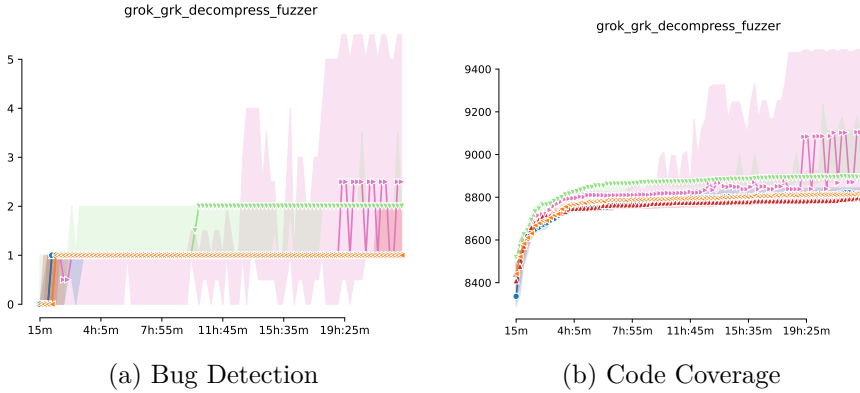 grok_grk_decompress_fuzzer
5
4
3
2
1
0
15m 4h:5m 7h:55m 11h:45m 15h:35m 19h:25m
(a) Bug Detection
grok_grk_decompress_fuzzer
9400
9200
9000
8800
8600
8400
15m 4h:5m 7h:55m 11h:45m 15h:35m 19h:25m
(b) Code Coverage